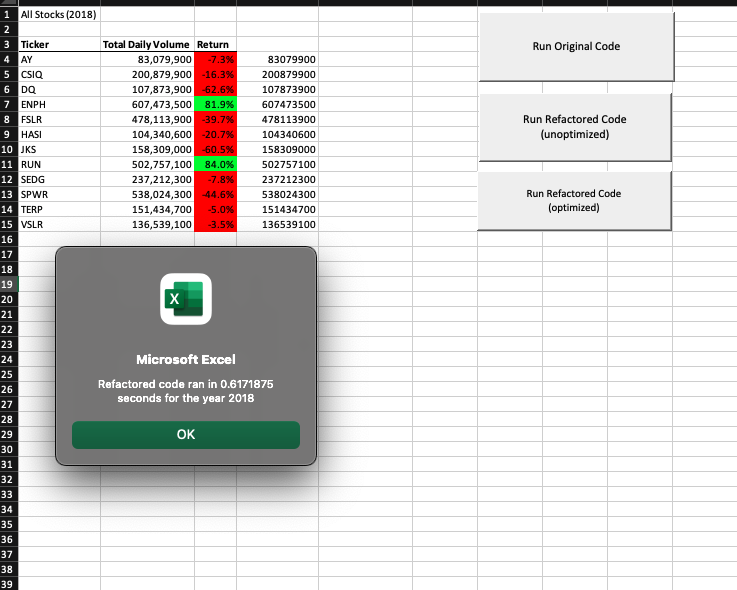 1 All Stocks (2018)
2
3 Ticker Total Daily Volume Return
4 AY 83,079,900 -7.3% 83079900
5 CSIQ 200,879,900 -16.3% 200879900
6 DQ 107,873,900 -62.6% 107873900
7 ENPH 607,473,500 81.9% 607473500
8 FSLR 478,113,900 -39.7% 478113900
9 HASI 104,340,600 -20.7% 104340600
10 JKS 158,309,000 -60.5% 158309000
11 RUN 502,757,100 84.0% 502757100
12 SEDG 237,212,300 -7.8% 237212300
13 SPWR 538,024,300 -44.6% 538024300
14 TERP 151,434,700 -5.0% 151434700
15 VSLR 136,539,100 -3.5% 136539100
16
17
18
19
20
21
22
23
24
25
26
27
28
29
30
31
32
33
34
35
36
37
38
39
Run Original Code
Run Refactored Code
(unoptimized)
Run Refactored Code
(optimized)
X
Microsoft Excel
Refactored code ran in 0.6171875
seconds for the year 2018
OK